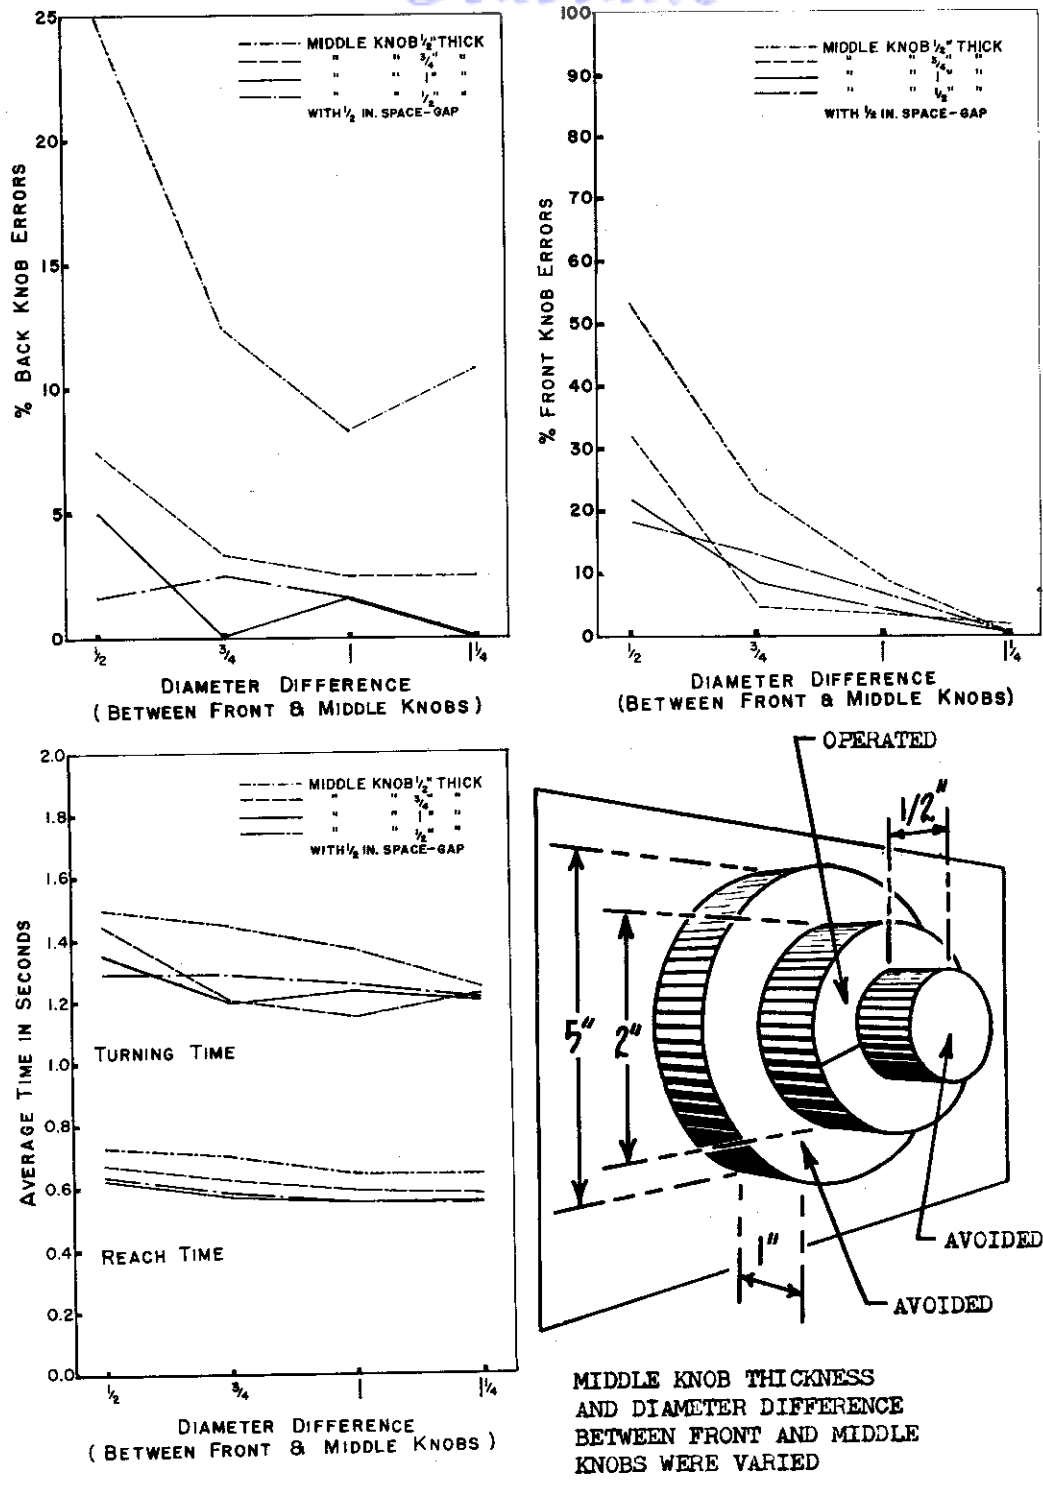 25
20
15
10
5
0
% BACK KNOB ERRORS
MIDDLE KNOB 1/2" THICK
" " 3/4" "
" " 1" "
" " 1/2" "
WITH 1/2 IN. SPACE-GAP
1/2 3/4 1 1 1/4
DIAMETER DIFFERENCE
(BETWEEN FRONT & MIDDLE KNOBS)
100
90
80
70
60
50
40
30
20
10
0
% FRONT KNOB ERRORS
MIDDLE KNOB 1/2" THICK
" " 3/4" "
" " 1" "
" " 1/2" "
WITH 1/2 IN. SPACE-GAP
1/2 3/4 1 1 1/4
DIAMETER DIFFERENCE
(BETWEEN FRONT & MIDDLE KNOBS)
2.0
1.8
1.6
1.4
1.2
1.0
0.8
0.6
0.4
0.2
0.0
AVERAGE TIME IN SECONDS
MIDDLE KNOB 1/2" THICK
" " 3/4" "
" " 1" "
" " 1/2" "
WITH 1/2 IN. SPACE-GAP
TURNING TIME
REACH TIME
1/2 3/4 1 1 1/4
DIAMETER DIFFERENCE
(BETWEEN FRONT & MIDDLE KNOBS)
OPERATED
1/2"
5"
2"
1"
AVOIDED
AVOIDED
MIDDLE KNOB THICKNESS
AND DIAMETER DIFFERENCE
BETWEEN FRONT AND MIDDLE
KNOBS WERE VARIED